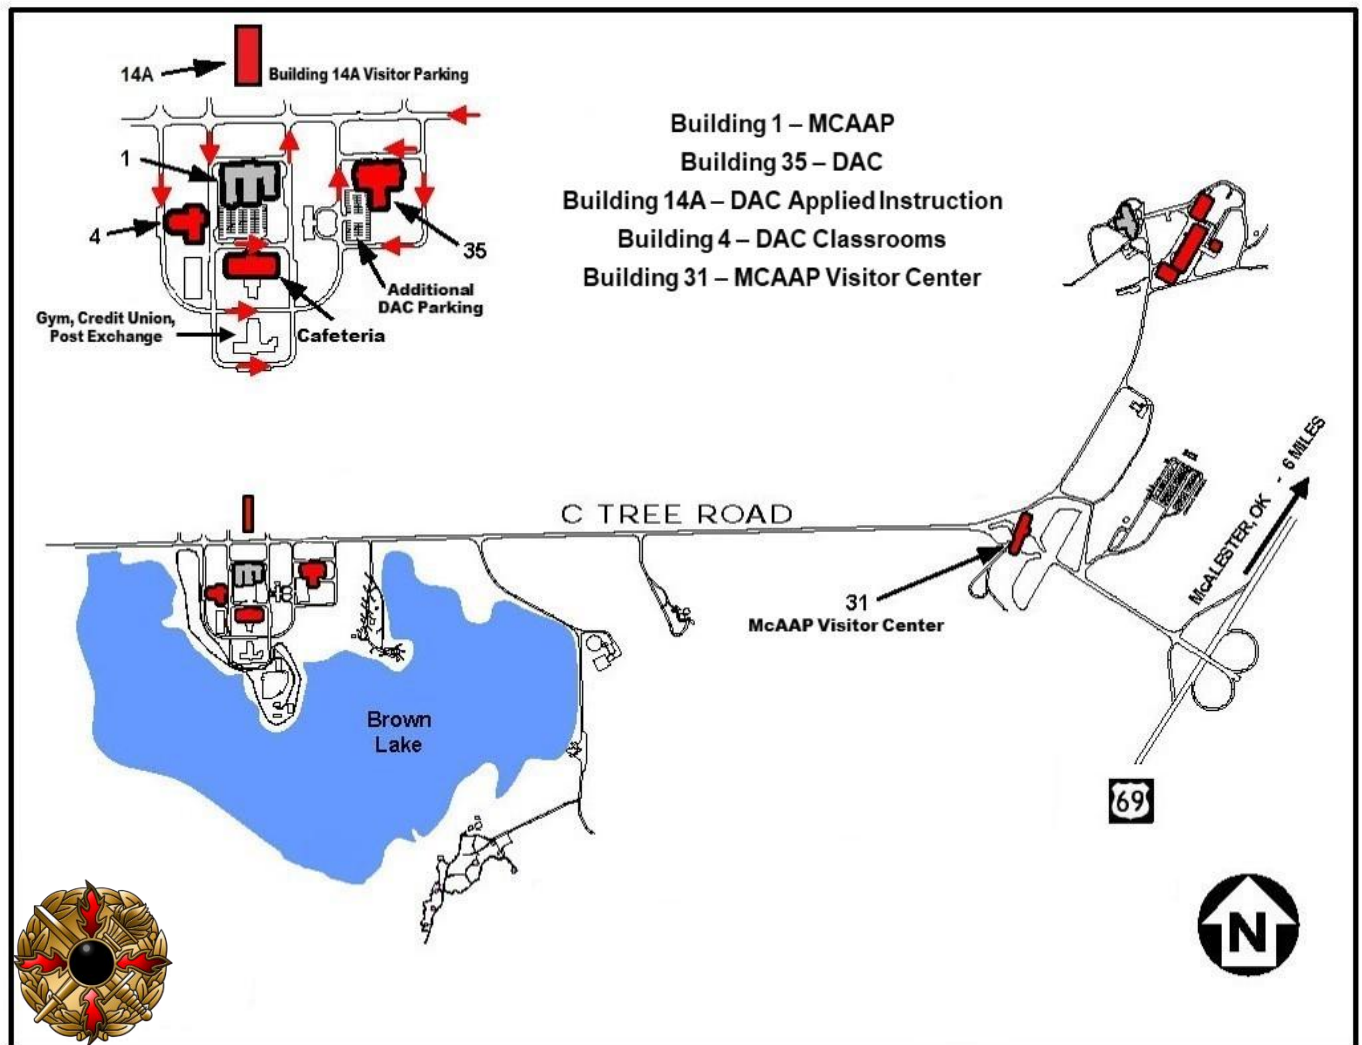 14A
Building 14A Visitor Parking
1
4
35
Additional
DAC Parking
Gym, Credit Union,
Post Exchange
Cafeteria
Building 1 – MCAAP
Building 35 – DAC
Building 14A – DAC Applied Instruction
Building 4 – DAC Classrooms
Building 31 – MCAAP Visitor Center
C TREE ROAD
McALESTER, OK - 6 MILES
31
McAAP Visitor Center
Brown
Lake
69
N